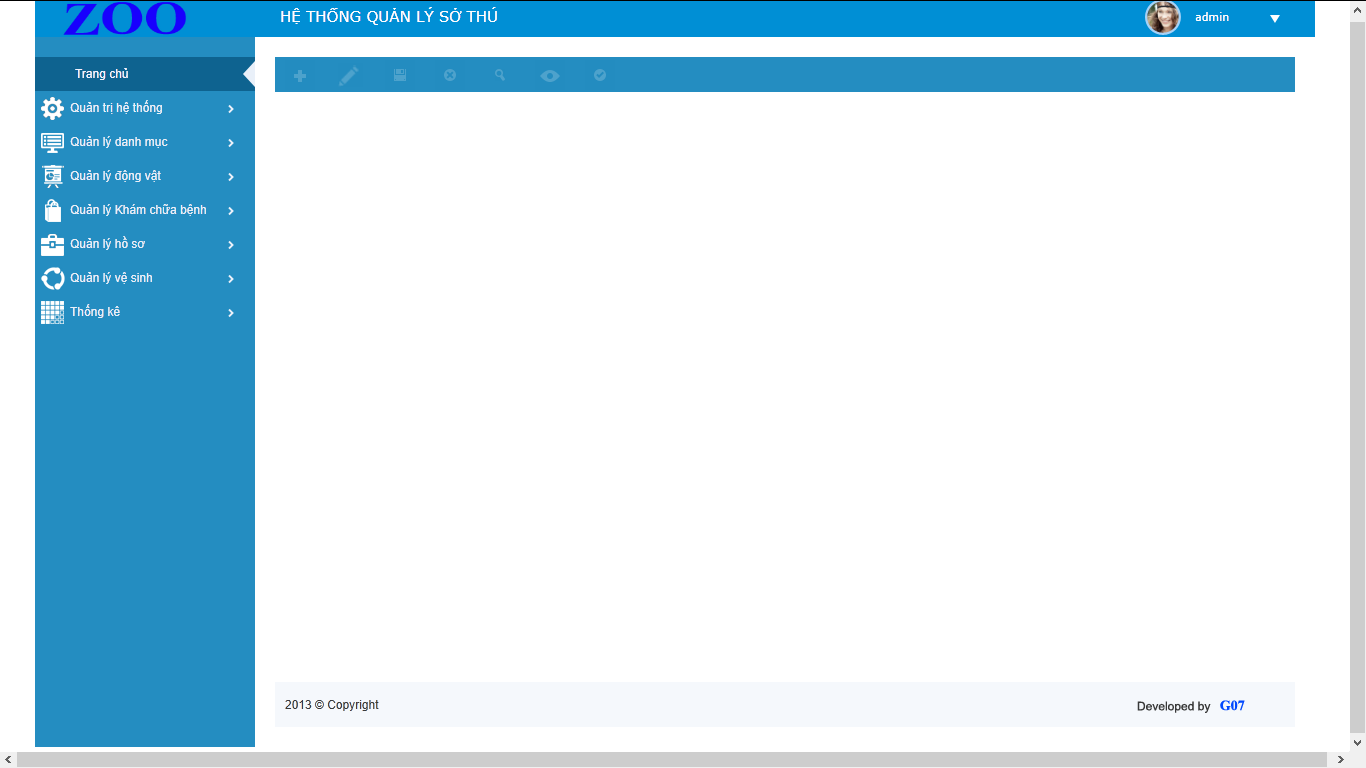 ZOO
HỆ THỐNG QUẢN LÝ SỞ THÚ
admin
Trang chủ
Quản trị hệ thống
Quản lý danh mục
Quản lý động vật
Quản lý Khám chữa bệnh
Quản lý hồ sơ
Quản lý vệ sinh
Thống kê
2013 © Copyright
Developed by G07